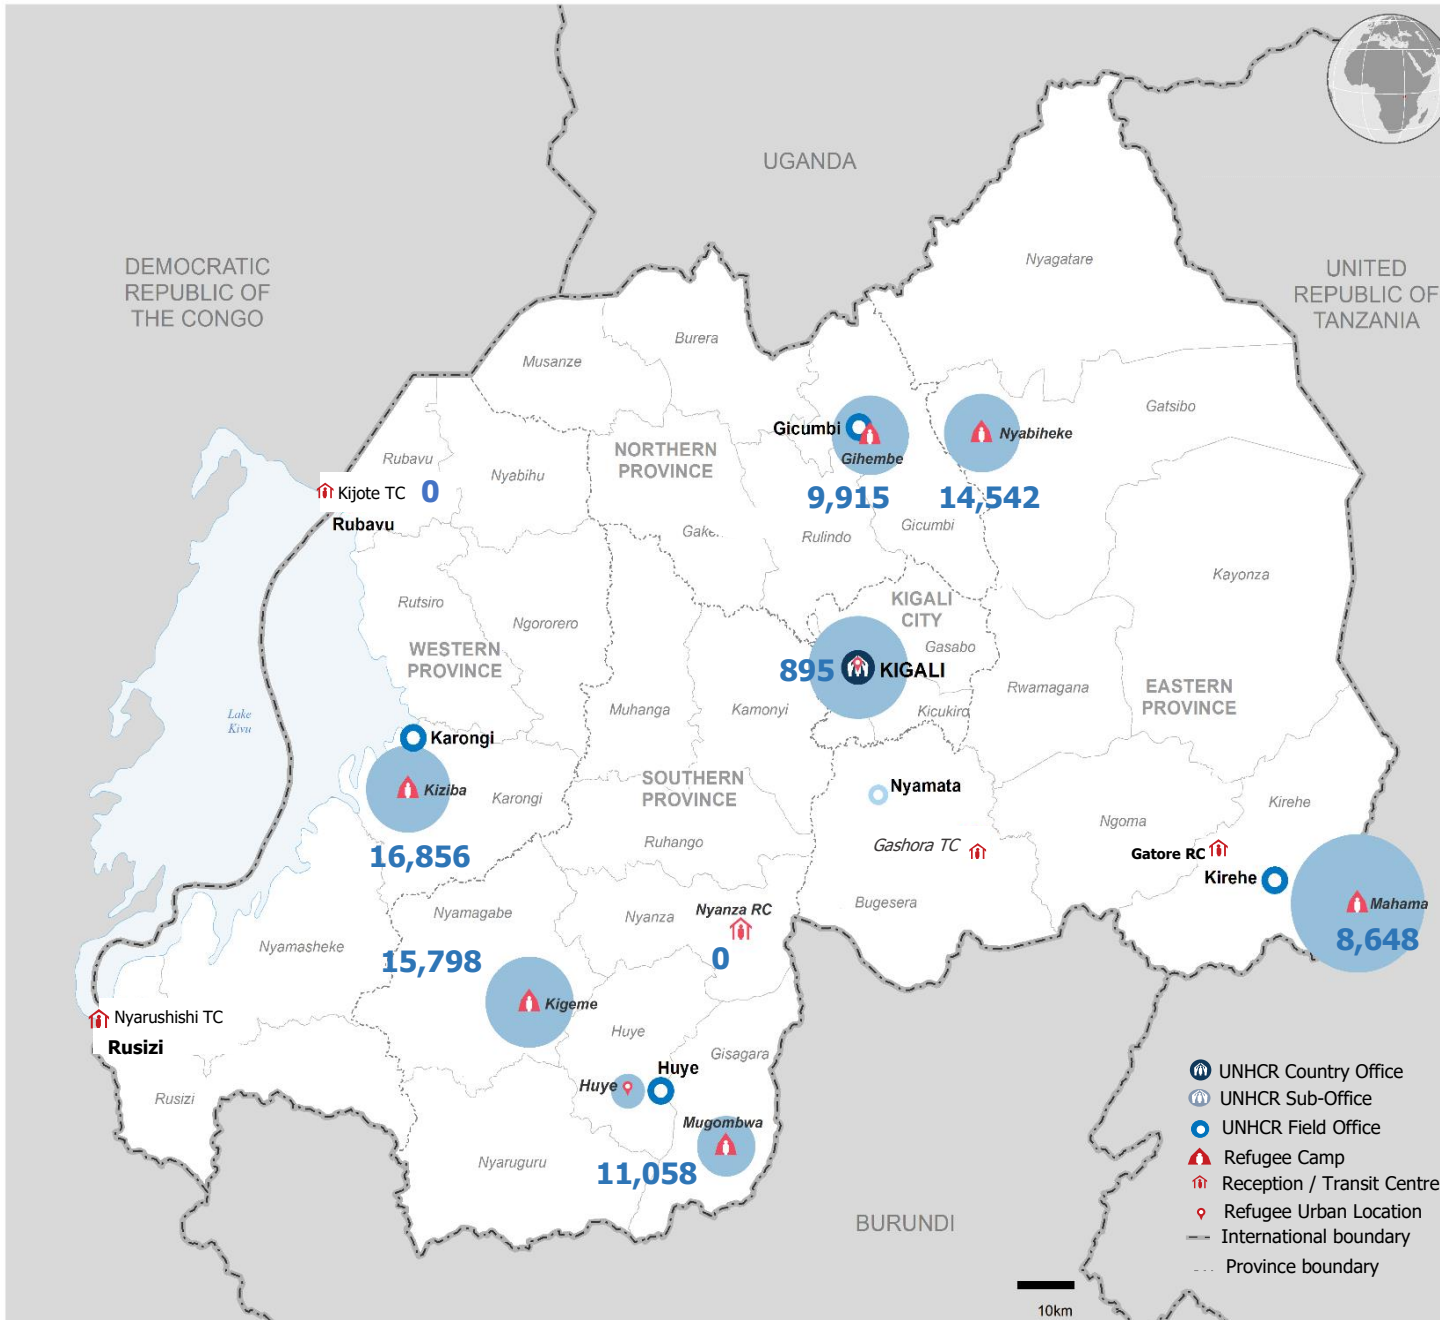 UGANDA
DEMOCRATIC
REPUBLIC OF
THE CONGO
UNITED
REPUBLIC OF
TANZANIA
Nyagatare
Burera
Musanze
Gatsibo
Gicumbi
Gihembe
9,915
Nyabiheke
14,542
NORTHERN
PROVINCE
Rubavu
Nyabihu
Kijote TC
0
Rubavu
Gake
Rulindo
Gicumbi
Kayonza
Rutsiro
Ngororero
WESTERN
PROVINCE
KIGALI
CITY
Gasabo
895
KIGALI
Kicukiro
Rwamagana
EASTERN
PROVINCE
Lake
Kivu
Muhanga
Kamonyi
Karongi
Kiziba
Karongi
16,856
SOUTHERN
PROVINCE
Ruhango
Nyamata
Gashora TC
Bugesera
Ngoma
Kirehe
Gatore RC
Kirehe
Mahama
8,648
Nyamagabe
Nyanza
Nyanza RC
0
Nyamasheke
15,798
Kigeme
Nyarushishi TC
Rusizi
Rusizi
Huye
Gisagara
Huye
Huye
Mugombwa
11,058
Nyaruguru
BURUNDI
UNHCR Country Office
UNHCR Sub-Office
UNHCR Field Office
Refugee Camp
Reception / Transit Centre
Refugee Urban Location
International boundary
Province boundary
10km